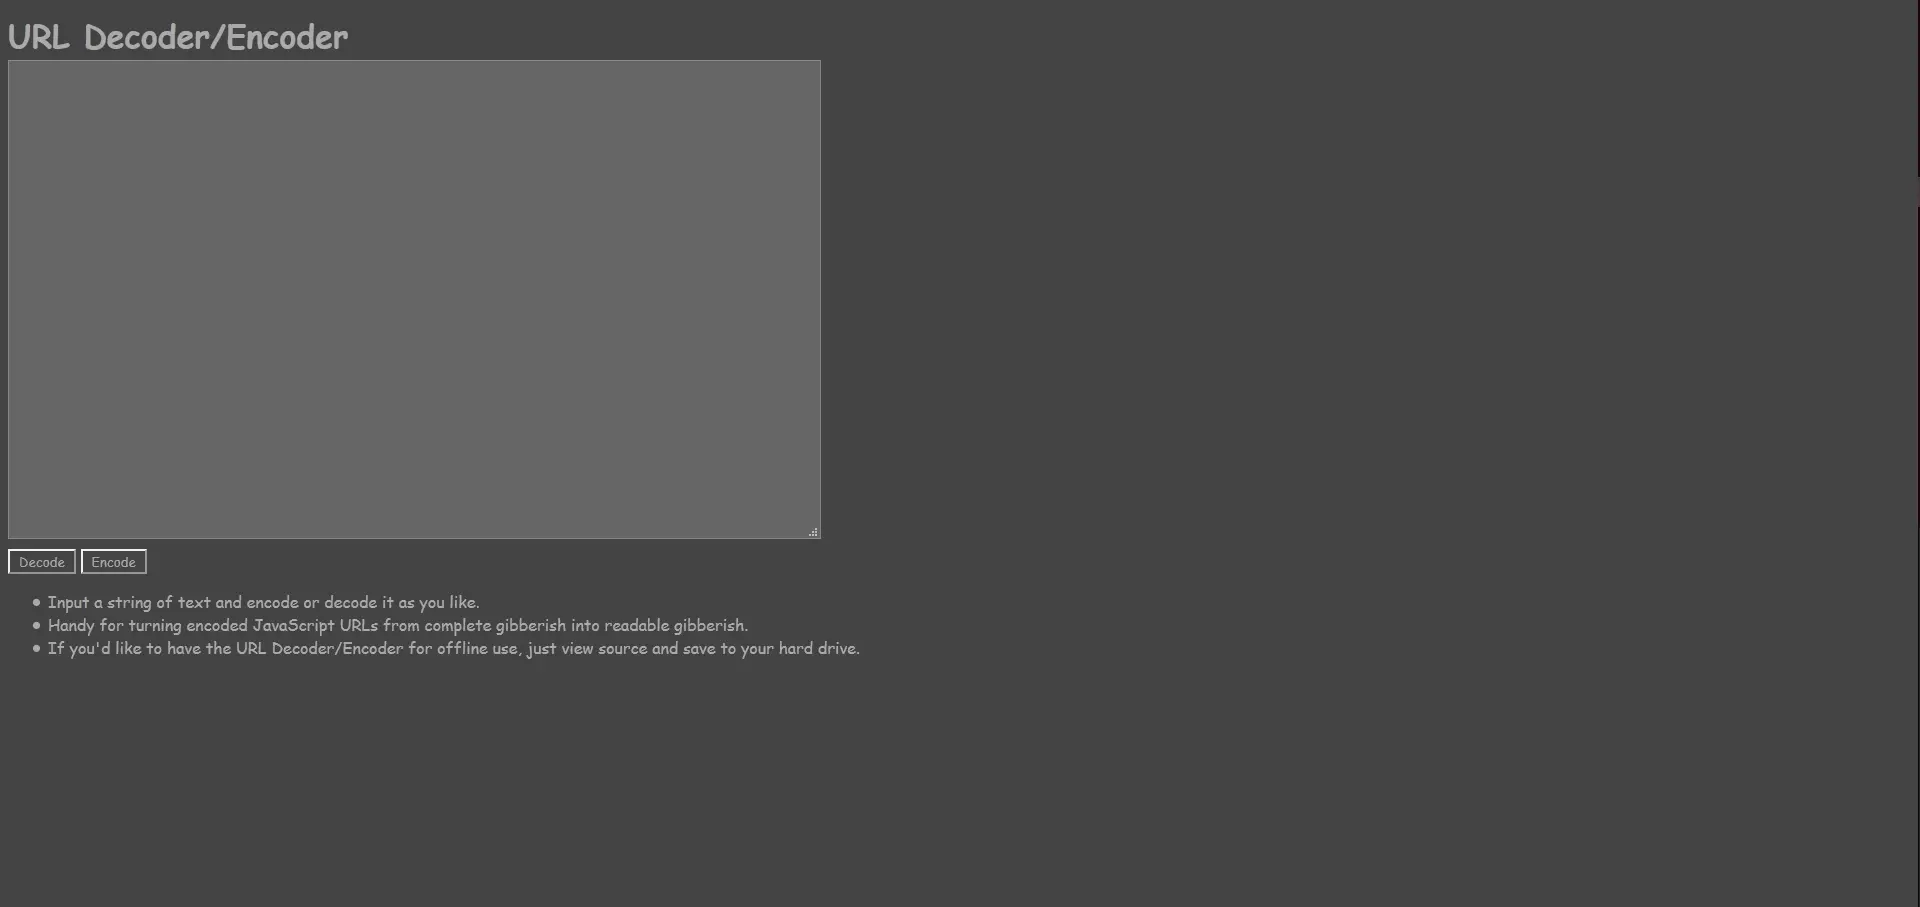 URL Decoder/Encoder
Decode Encode
Input a string of text and encode or decode it as you like.
Handy for turning encoded JavaScript URLs from complete gibberish into readable gibberish.
If you'd like to have the URL Decoder/Encoder for offline use, just view source and save to your hard drive.